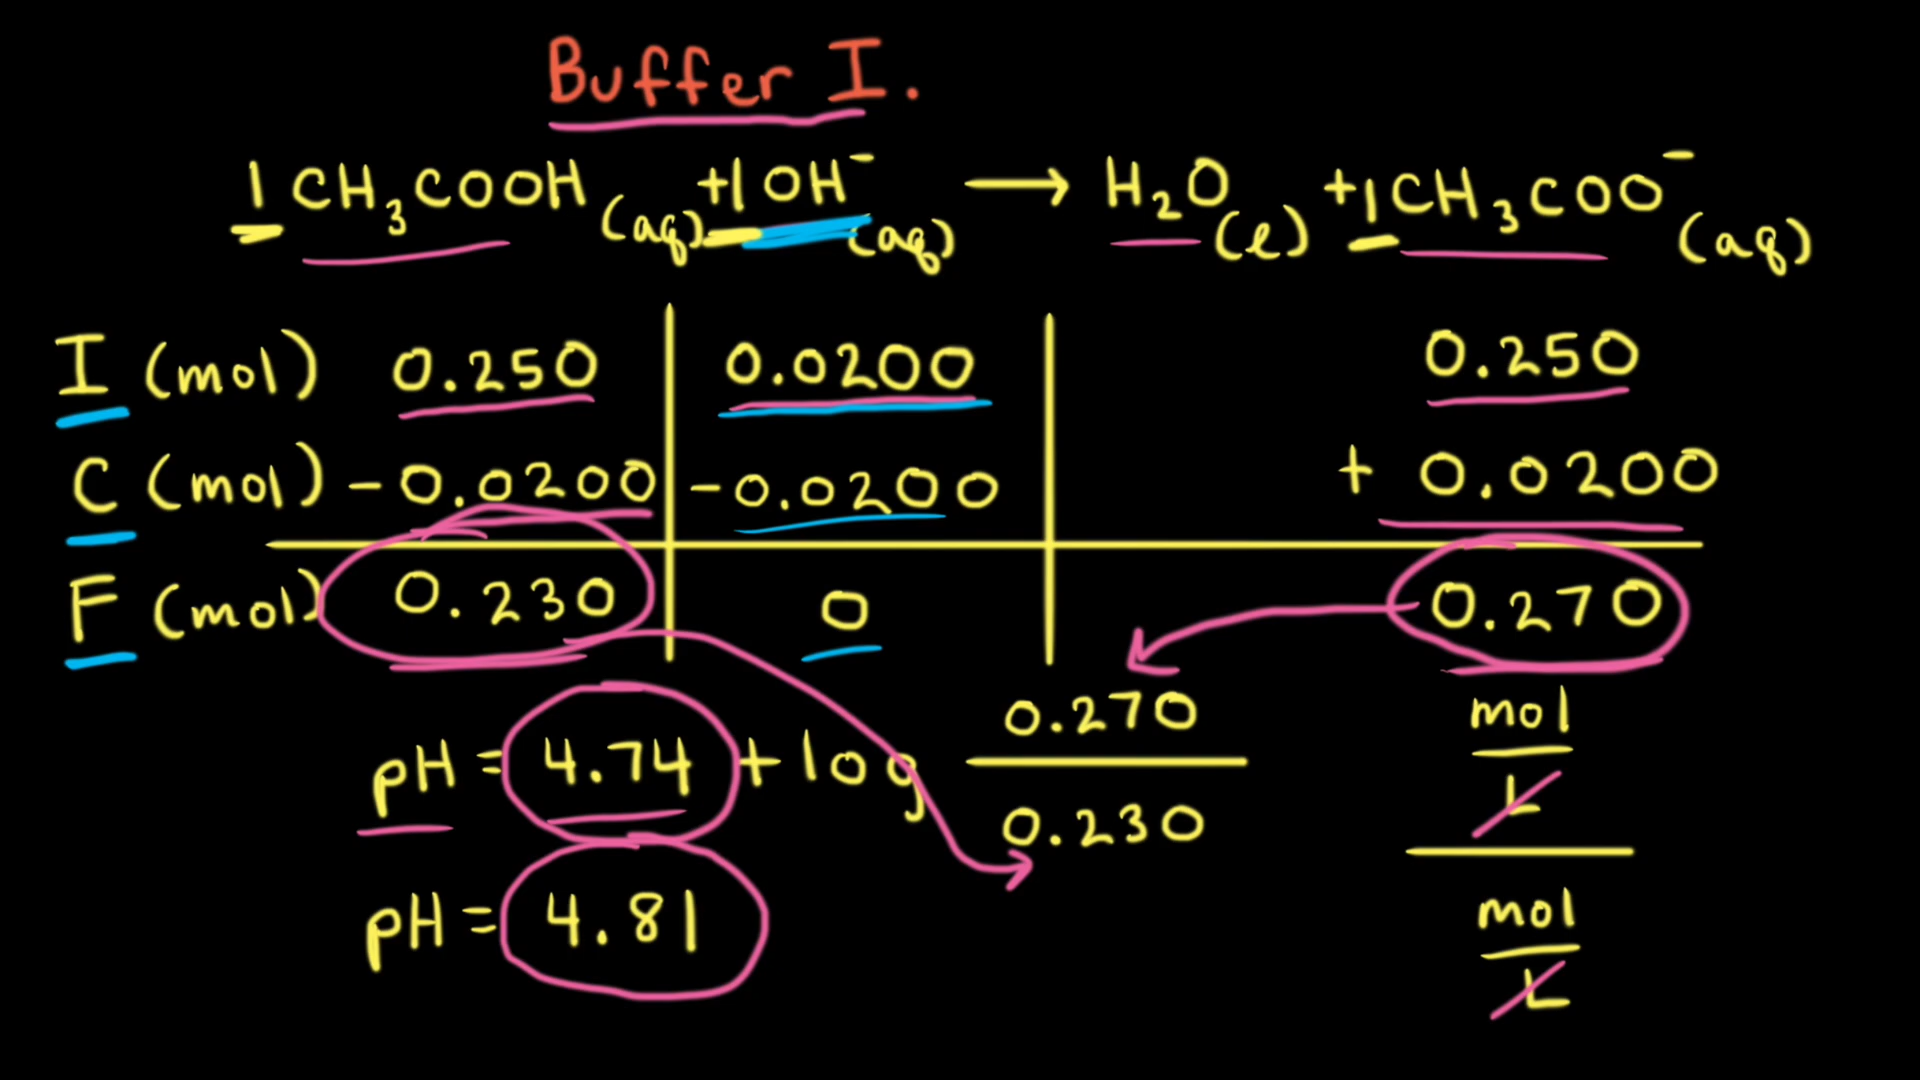 Buffer I.
1 CH₃COOH(aq) + 1 OH⁻(aq) → H₂O(l) + 1 CH₃COO⁻(aq)
I (mol) 0.250 0.0200 0.250
C (mol) -0.0200 -0.0200 + 0.0200
F (mol) 0.230 0 0.270
pH = 4.74 + log 0.270
0.230
pH = 4.81
mol
L
mol
L